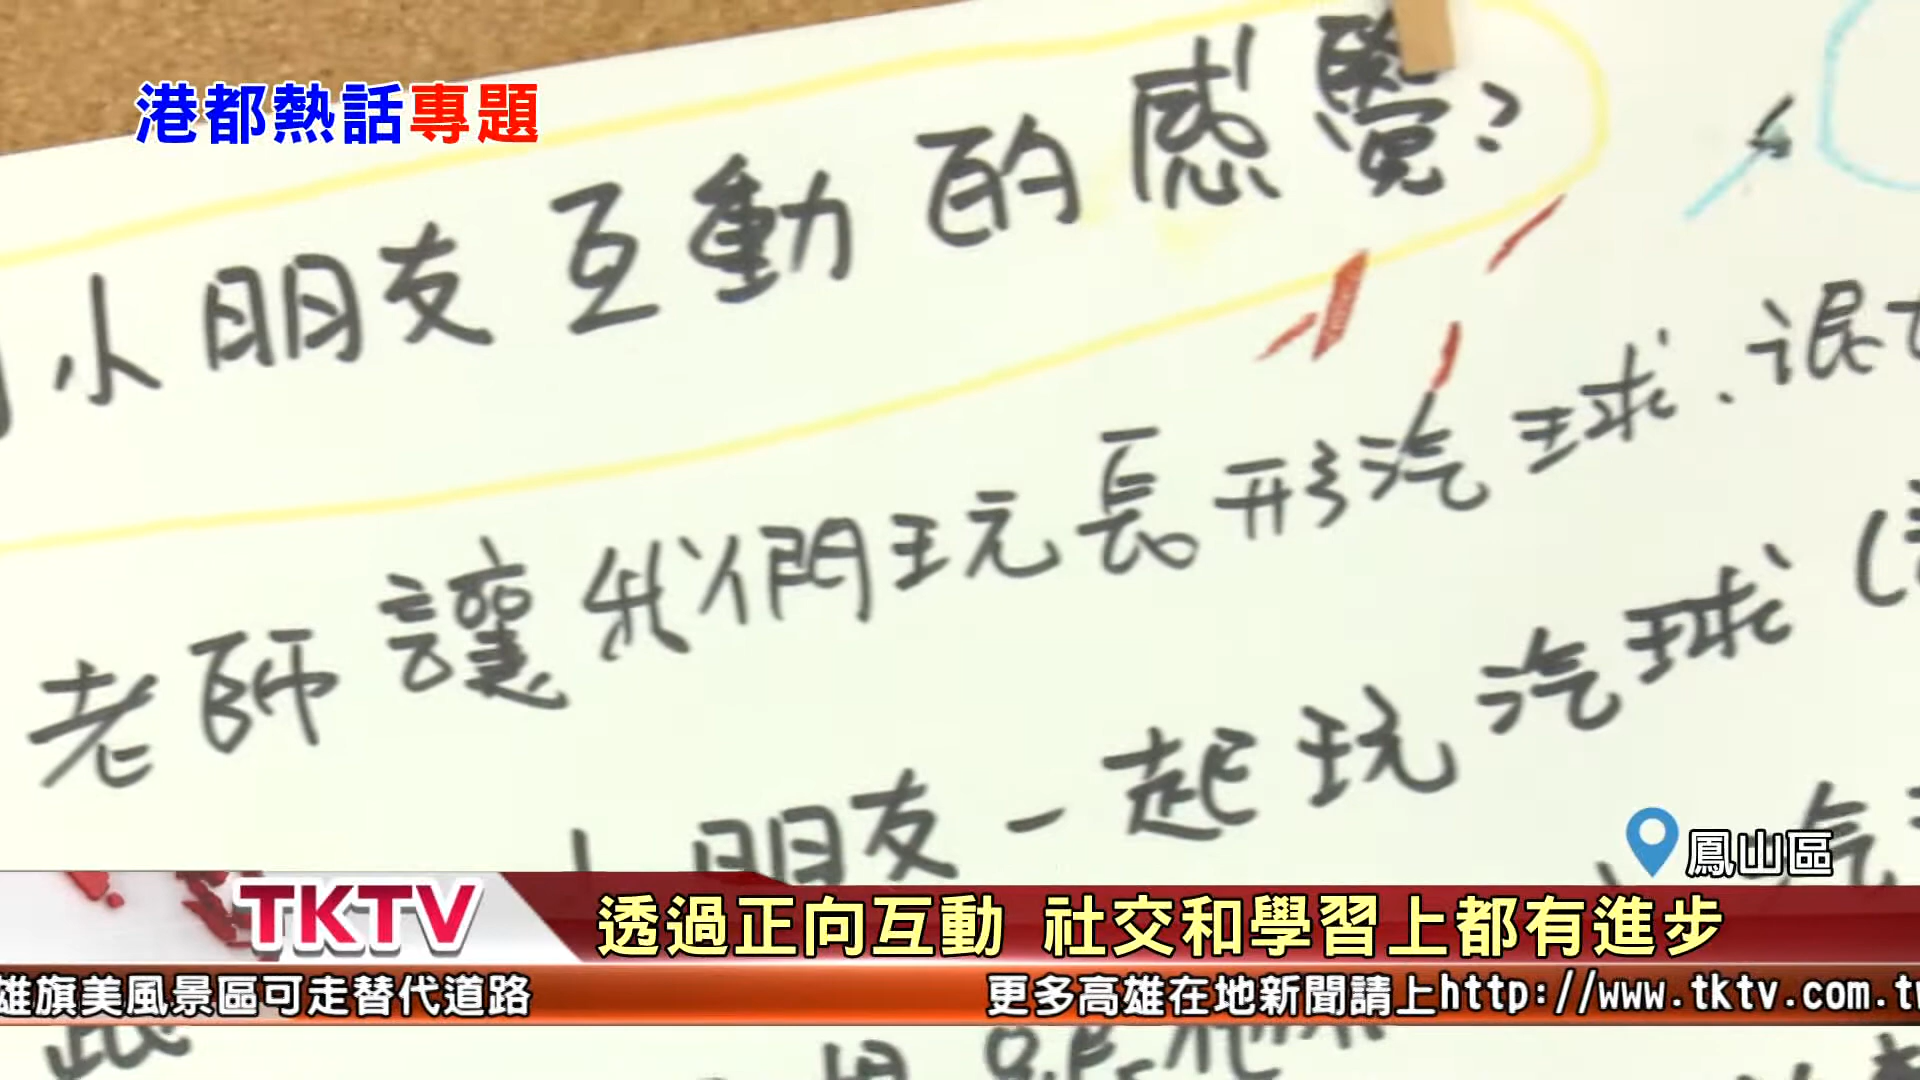 港都熱話專題
小朋友互動的感覺?
老師讓我們玩長形汽球.
小朋友一起玩汽球(
鳳山區
TKTV
透過正向互動 社交和學習上都有進步
雄旗美風景區可走替代道路
更多高雄在地新聞請上http://www.tktv.com.tw